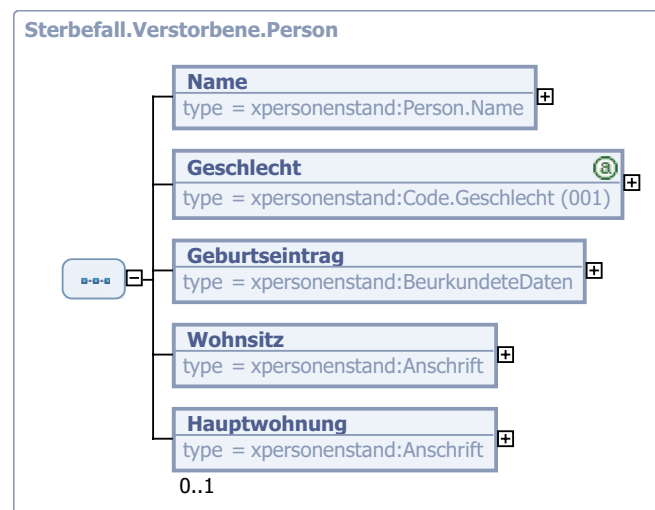 Sterbefall.Verstorbene.Person
Name
type = xpersonenstand:Person.Name
Geschlecht
a
type = xpersonenstand:Code.Geschlecht (001)
Geburtseintrag
type = xpersonenstand:BeurkundeteDaten
Wohnsitz
type = xpersonenstand:Anschrift
Hauptwohnung
type = xpersonenstand:Anschrift
0..1